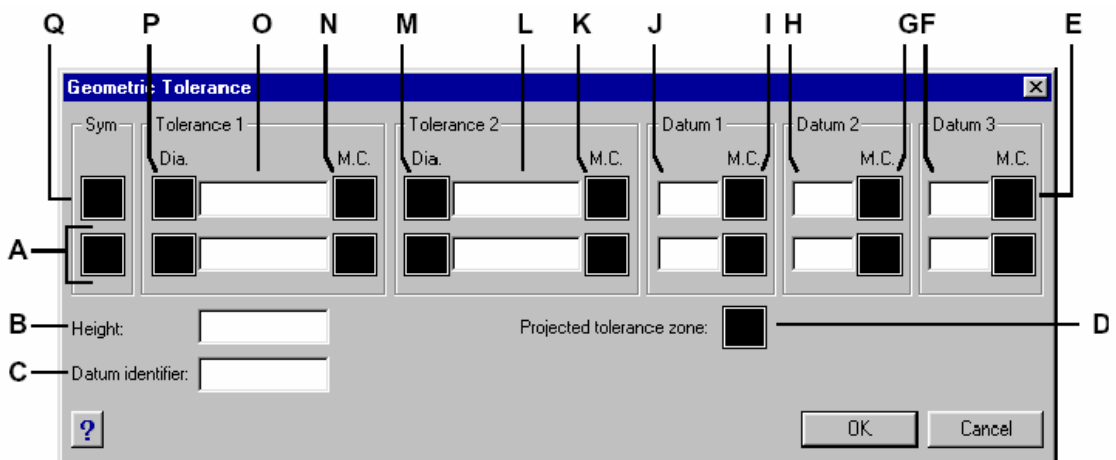 Q P O N M L K J I H G F E
Geometric Tolerance
Sym Tolerance 1 Tolerance 2 Datum 1 Datum 2 Datum 3
Dia. M.C. Dia. M.C. M.C. M.C. M.C.
A
B Height: Projected tolerance zone: D
C Datum identifier:
? OK Cancel